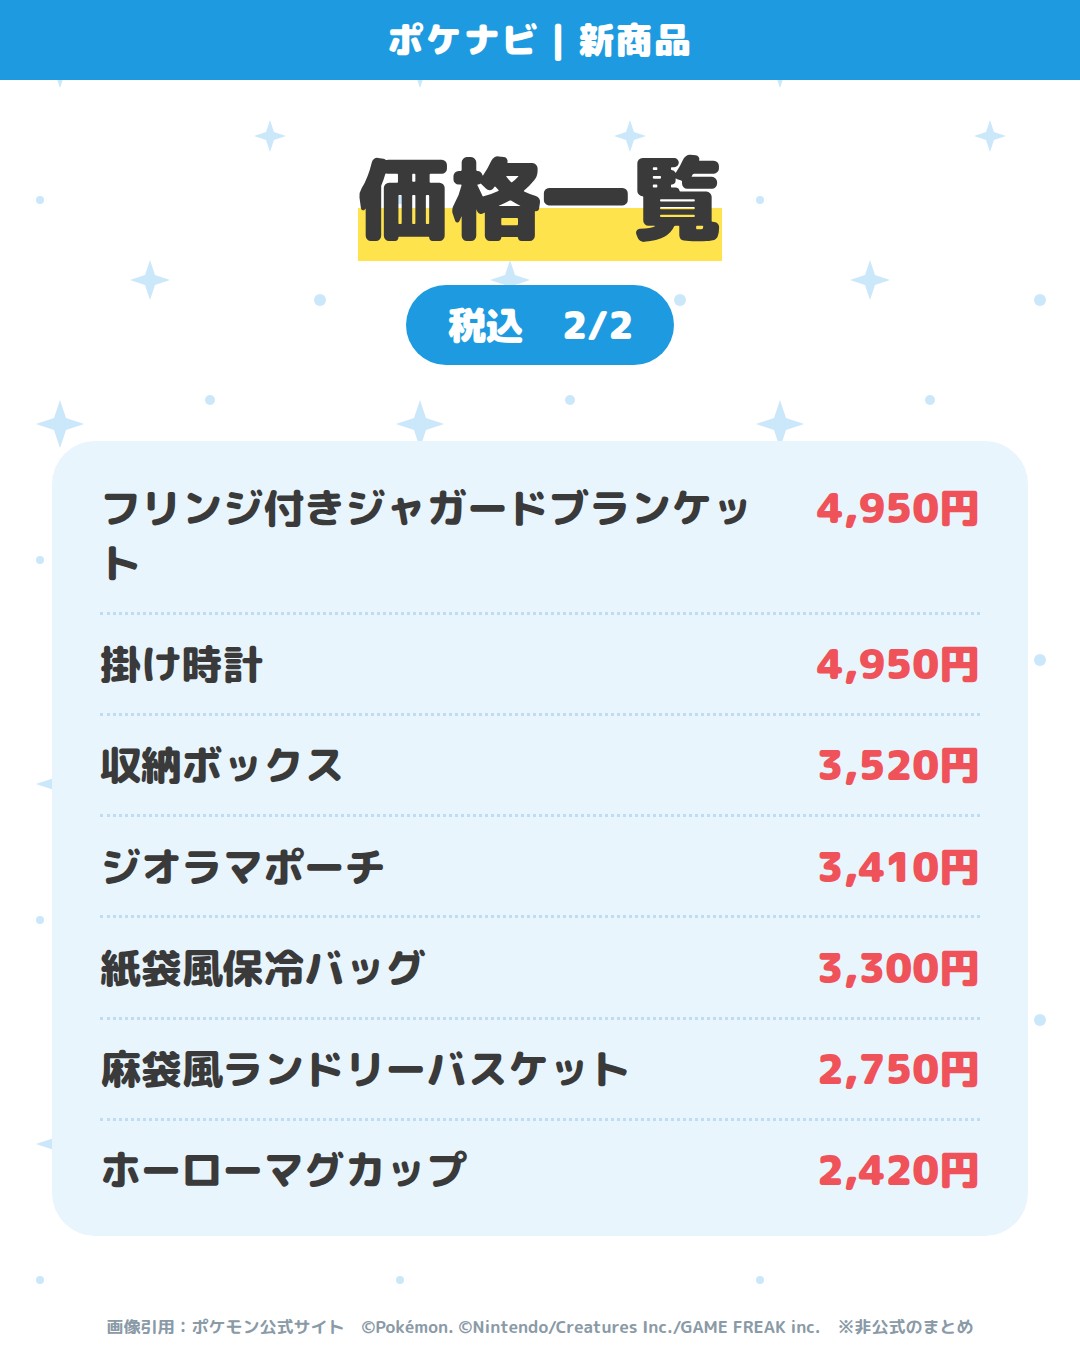 ポケナビ | 新商品
価格一覧
税込　2/2
フリンジ付きジャガードブランケッ　4,950円
ト
掛け時計　4,950円
収納ボックス　3,520円
ジオラマポーチ　3,410円
紙袋風保冷バッグ　3,300円
麻袋風ランドリーバスケット　2,750円
ホーローマグカップ　2,420円
画像引用：ポケモン公式サイト　©Pokémon. ©Nintendo/Creatures Inc./GAME FREAK inc.　※非公式のまとめ